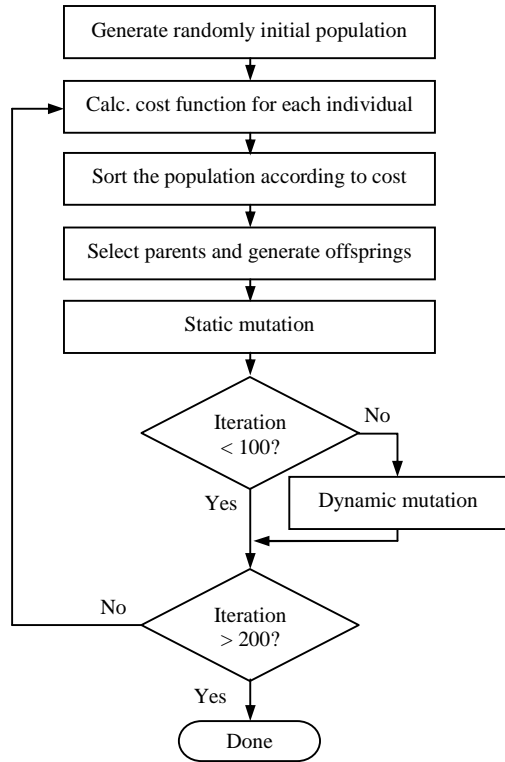 Generate randomly initial population
Calc. cost function for each individual
Sort the population according to cost
Select parents and generate offsprings
Static mutation
Iteration
< 100?
No
Yes
Dynamic mutation
No
Iteration
> 200?
Yes
Done